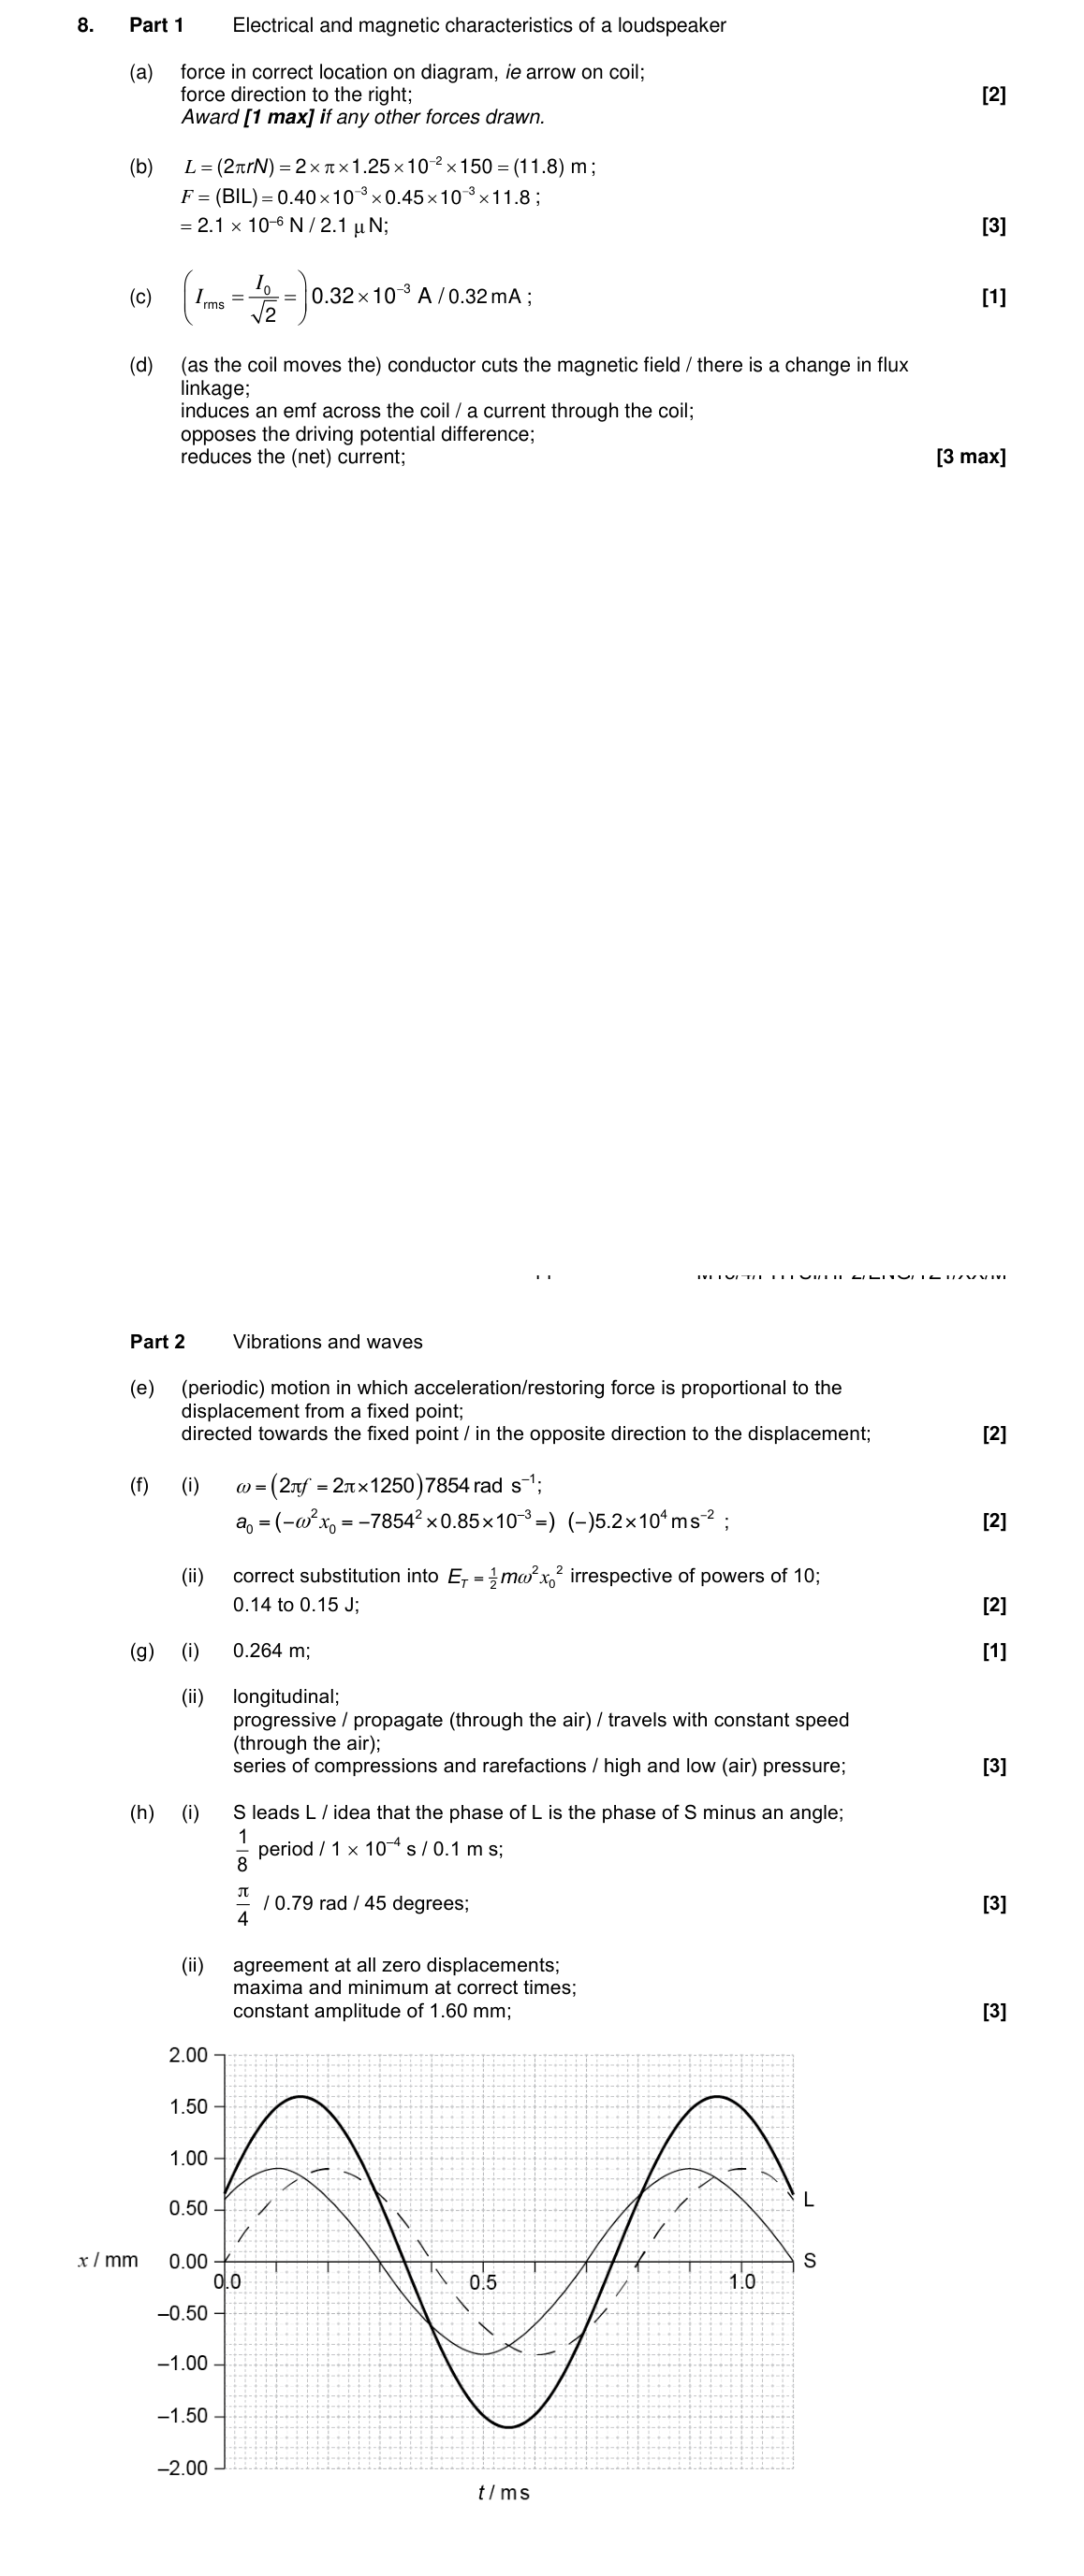 8. Part 1 Electrical and magnetic characteristics of a loudspeaker
(a) force in correct location on diagram, ie arrow on coil;
force direction to the right; [2]
Award [1 max] if any other forces drawn.
(b) L = (2πrN) = 2 × π × 1.25 × 10⁻² × 150 = (11.8) m ;
F = (BIL) = 0.40 × 10⁻³ × 0.45 × 10⁻³ × 11.8 ;
= 2.1 × 10⁻⁶ N / 2.1 μ N; [3]
(c) (I_rms = I₀/√2 =) 0.32 × 10⁻³ A / 0.32 mA ; [1]
(d) (as the coil moves the) conductor cuts the magnetic field / there is a change in flux
linkage;
induces an emf across the coil / a current through the coil;
opposes the driving potential difference;
reduces the (net) current; [3 max]
Part 2 Vibrations and waves
(e) (periodic) motion in which acceleration/restoring force is proportional to the
displacement from a fixed point;
directed towards the fixed point / in the opposite direction to the displacement; [2]
(f) (i) ω = (2πf = 2π×1250) 7854 rad s⁻¹;
a₀ = (−ω²x₀ = −7854² × 0.85 × 10⁻³ =) (−)5.2 × 10⁴ m s⁻² ; [2]
(ii) correct substitution into E_T = ½mω²x₀² irrespective of powers of 10;
0.14 to 0.15 J; [2]
(g) (i) 0.264 m; [1]
(ii) longitudinal;
progressive / propagate (through the air) / travels with constant speed
(through the air);
series of compressions and rarefactions / high and low (air) pressure; [3]
(h) (i) S leads L / idea that the phase of L is the phase of S minus an angle;
1/8 period / 1 × 10⁻⁴ s / 0.1 m s;
π/4 / 0.79 rad / 45 degrees; [3]
(ii) agreement at all zero displacements;
maxima and minimum at correct times;
constant amplitude of 1.60 mm; [3]
2.00
1.50
1.00
0.50
L
x / mm 0.00
S
0.0 0.5 1.0
−0.50
−1.00
−1.50
−2.00
t / m s